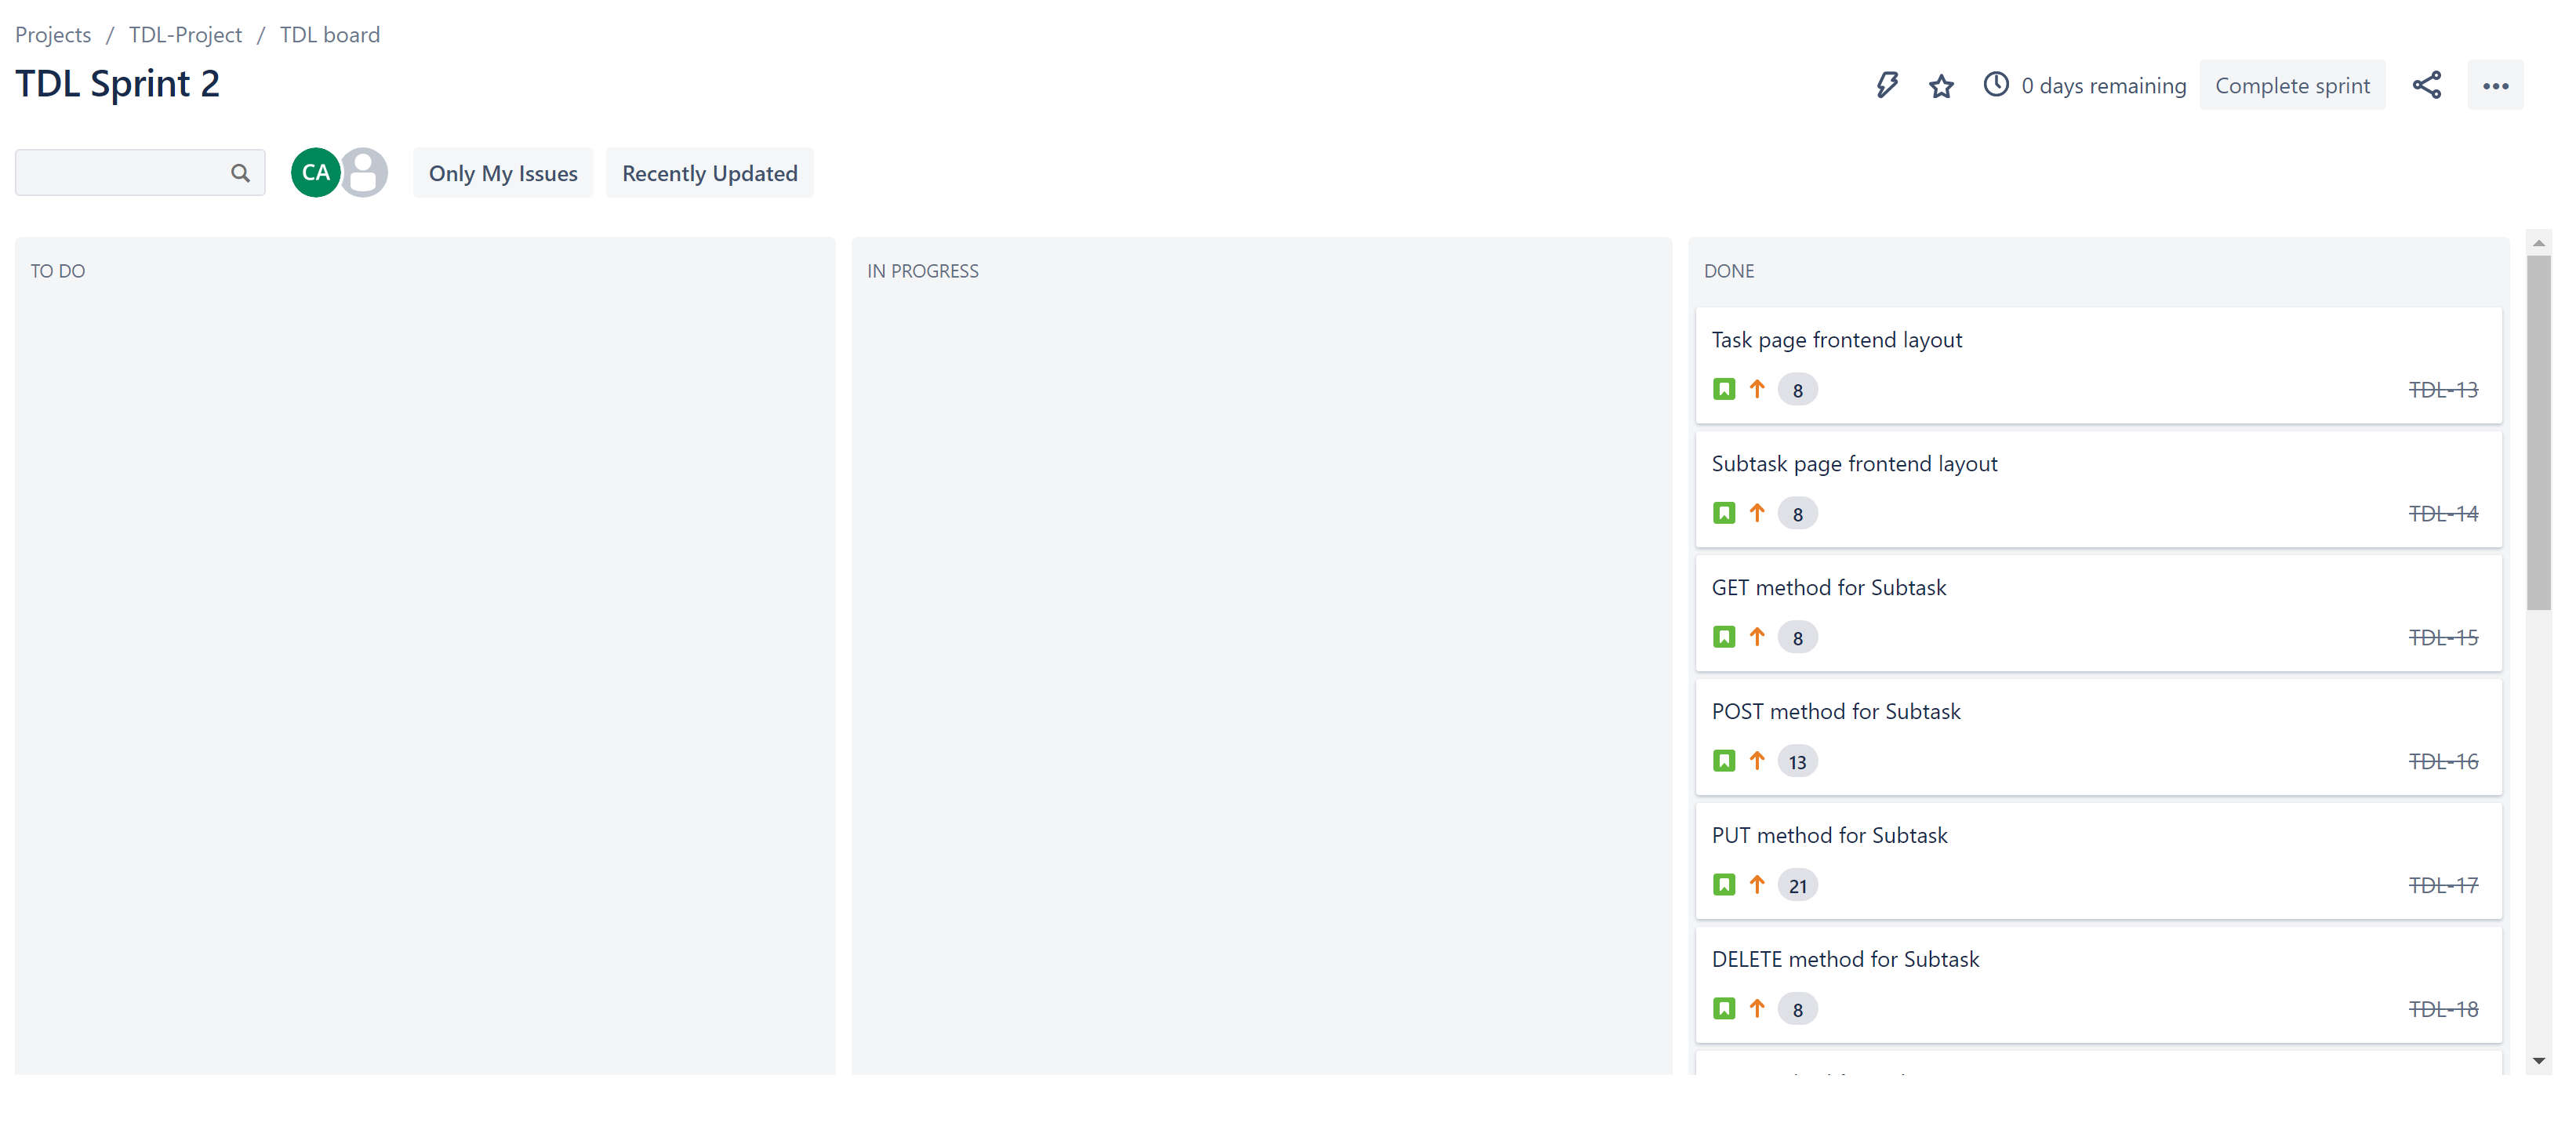 Projects / TDL-Project / TDL board
TDL Sprint 2
0 days remaining
Complete sprint
CA
Only My Issues
Recently Updated
TO DO
IN PROGRESS
DONE
Task page frontend layout
8
TDL-13
Subtask page frontend layout
8
TDL-14
GET method for Subtask
8
TDL-15
POST method for Subtask
13
TDL-16
PUT method for Subtask
21
TDL-17
DELETE method for Subtask
8
TDL-18